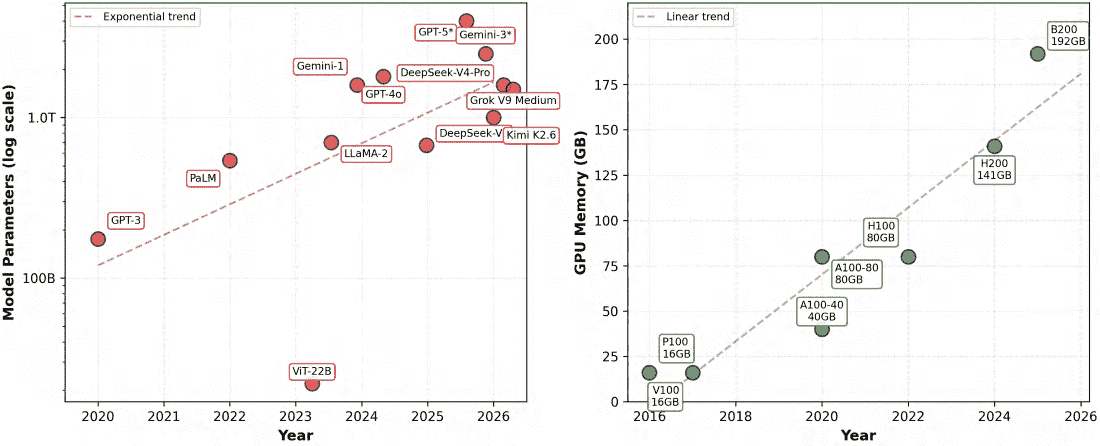 Exponential trend
GPT-5*
Gemini-3*
Gemini-1
DeepSeek-V4-Pro
GPT-4o
Grok V9 Medium
1.0T
DeepSeek-V
Kimi K2.6
LLaMA-2
PaLM
GPT-3
100B
ViT-22B
Model Parameters (log scale)
2020 2021 2022 2023 2024 2025 2026
Year
Linear trend
B200
192GB
H200
141GB
H100
80GB
A100-80
80GB
A100-40
40GB
P100
16GB
V100
16GB
200
175
150
125
100
75
50
25
0
GPU Memory (GB)
2016 2018 2020 2022 2024 2026
Year